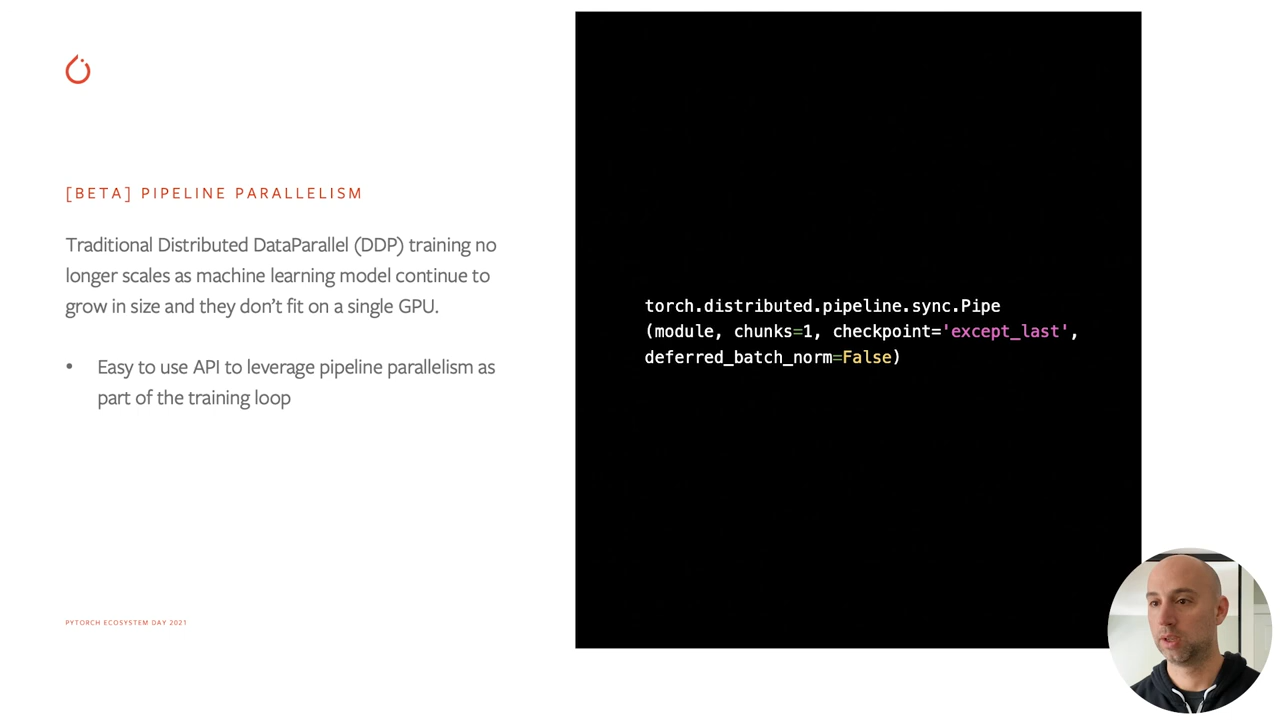 [BETA] PIPELINE PARALLELISM
Traditional Distributed DataParallel (DDP) training no
longer scales as machine learning model continue to
grow in size and they don’t fit on a single GPU.
• Easy to use API to leverage pipeline parallelism as
part of the training loop
torch.distributed.pipeline.sync.Pipe
(module, chunks=1, checkpoint='except_last',
deferred_batch_norm=False)
PYTORCH ECOSYSTEM DAY 2021